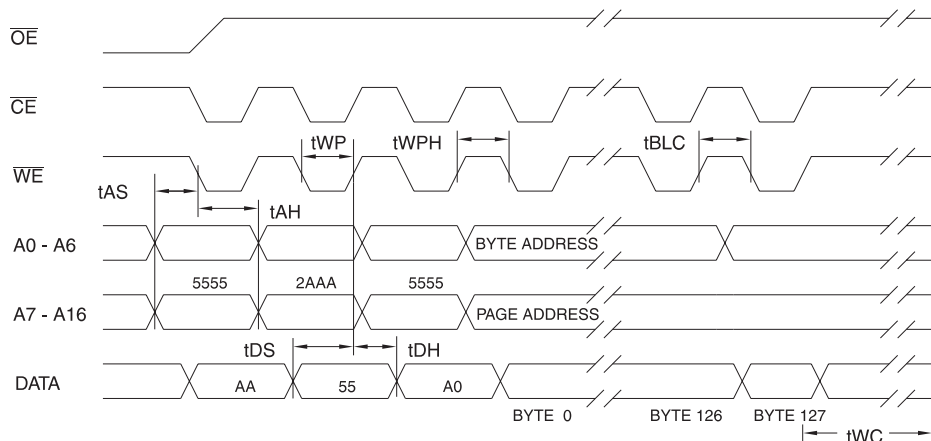 OE
CE
tWP tWPH tBLC
WE
tAS
tAH
A0 - A6 BYTE ADDRESS
5555 2AAA 5555
A7 - A16 PAGE ADDRESS
tDS tDH
DATA AA 55 A0
BYTE 0 BYTE 126 BYTE 127
tWC